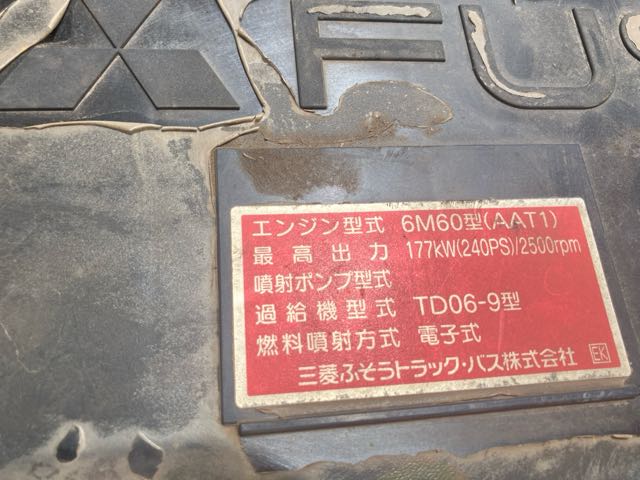 FUS
エンジン型式 6M60型(AAT1)
最高出力 177kW(240PS)/2500rpm
噴射ポンプ型式
過給機型式 TD06-9型
燃料噴射方式 電子式
三菱ふそうトラック・バス株式会社 EK